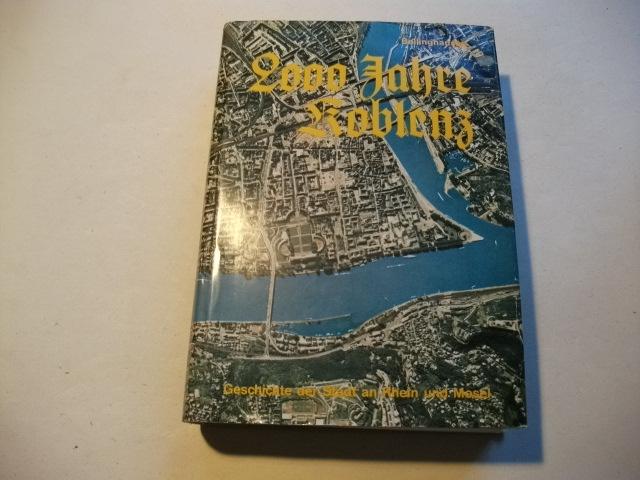 Bellinghausen
2000 Jahre
Koblenz
Geschichte der Stadt an Rhein und Mosel